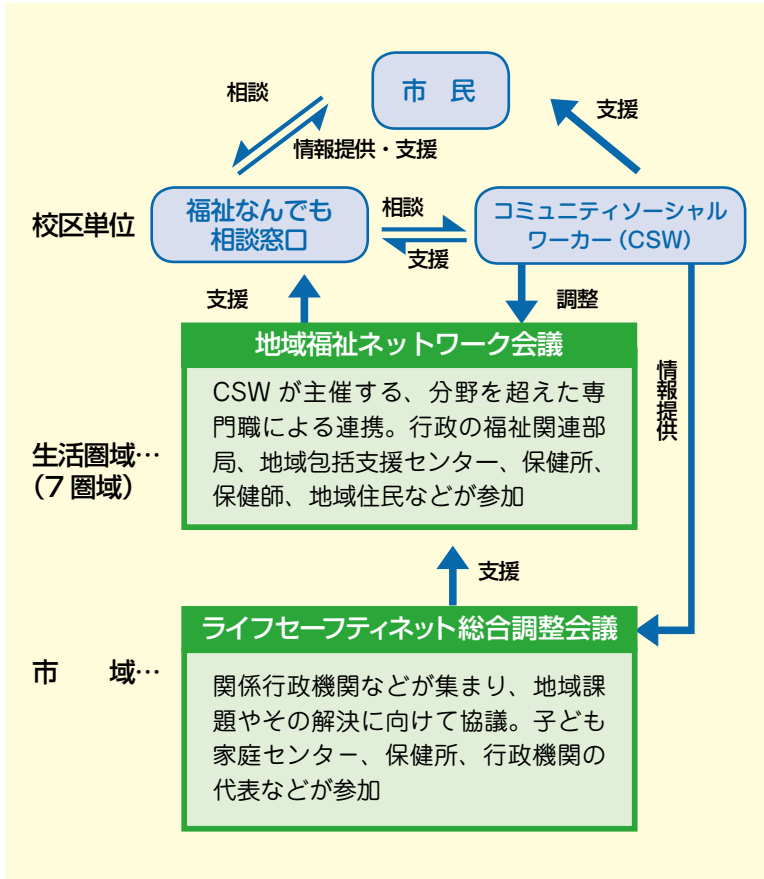 市　民
相談
支援
情報提供・支援
校区単位
福祉なんでも
相談窓口
相談
支援
コミュニティソーシャル
ワーカー（CSW）
支援
調整
情報提供
地域福祉ネットワーク会議
CSW が主催する、分野を超えた専
門職による連携。行政の福祉関連部
局、地域包括支援センター、保健所、
保健師、地域住民などが参加
生活圏域…
（7 圏域）
支援
ライフセーフティネット総合調整会議
市　　域…
関係行政機関などが集まり、地域課
題やその解決に向けて協議。子ども
家庭センター、保健所、行政機関の
代表などが参加